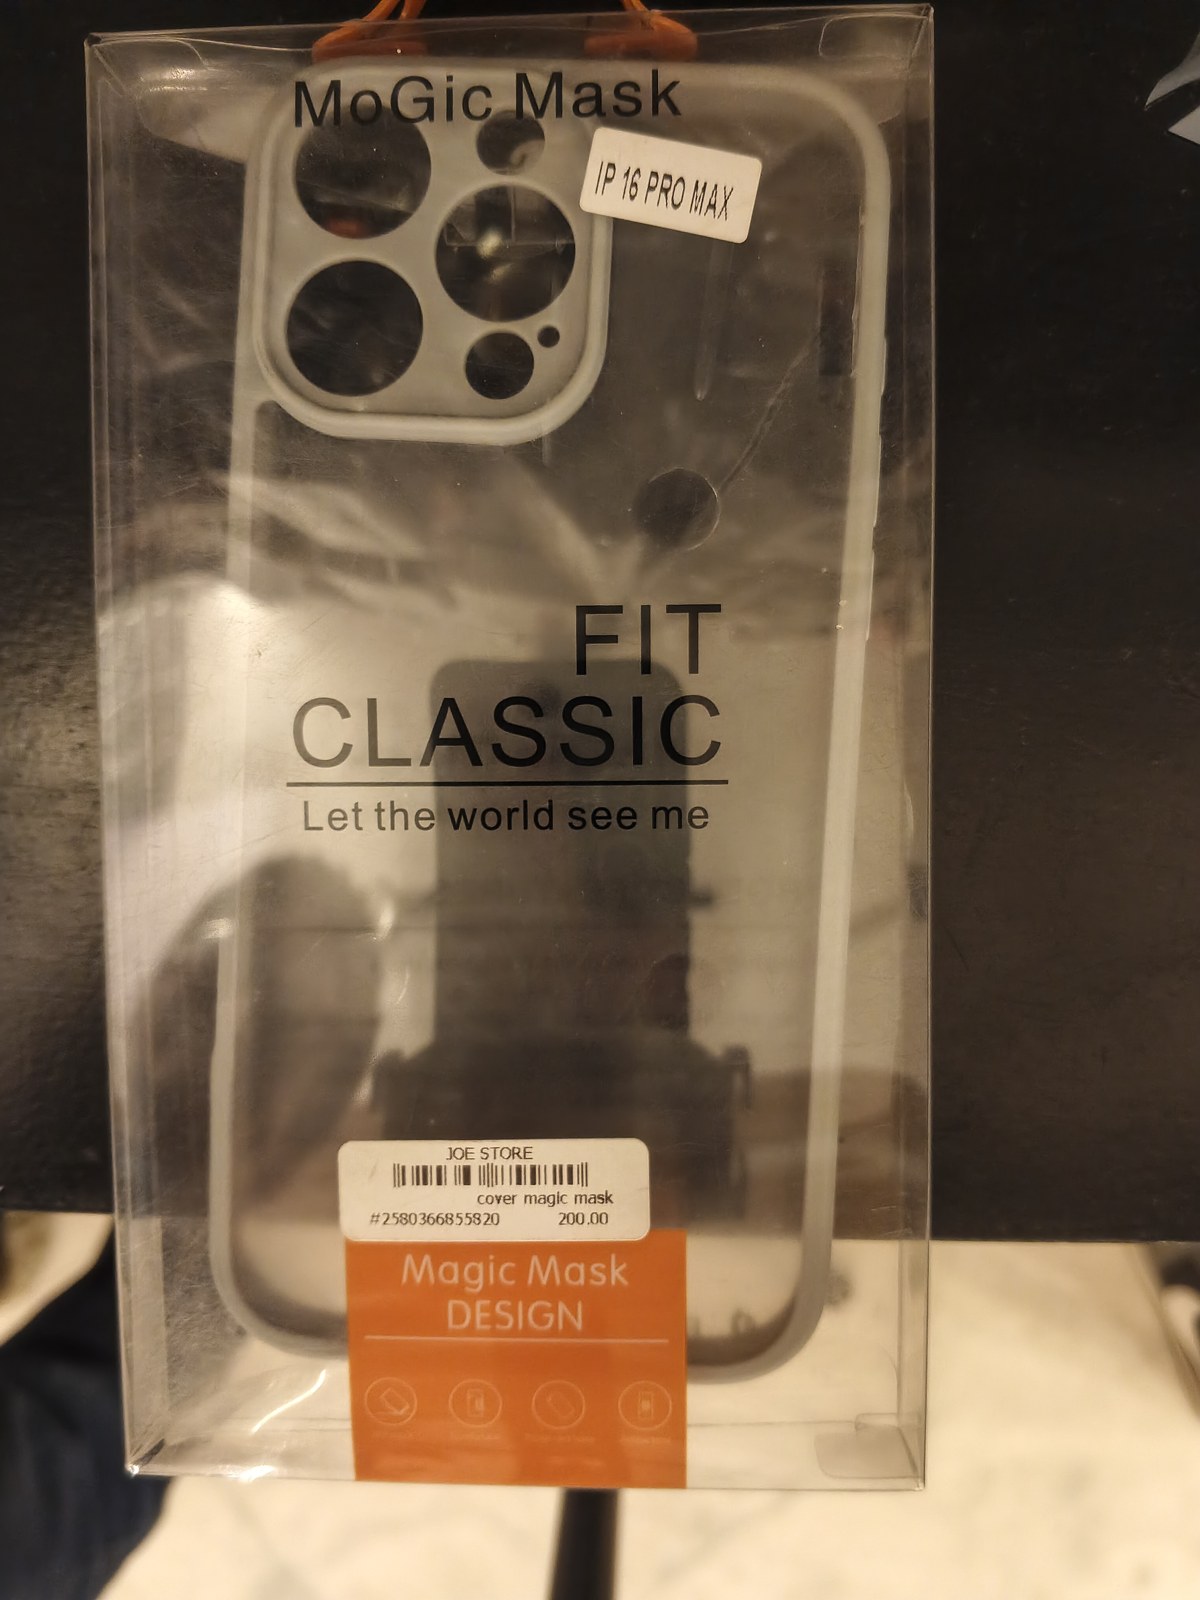 MoGic Mask
IP 16 PRO MAX
FIT
CLASSIC
Let the world see me
JOE STORE
cover magic mask
#2580366855820 200.00
Magic Mask
DESIGN